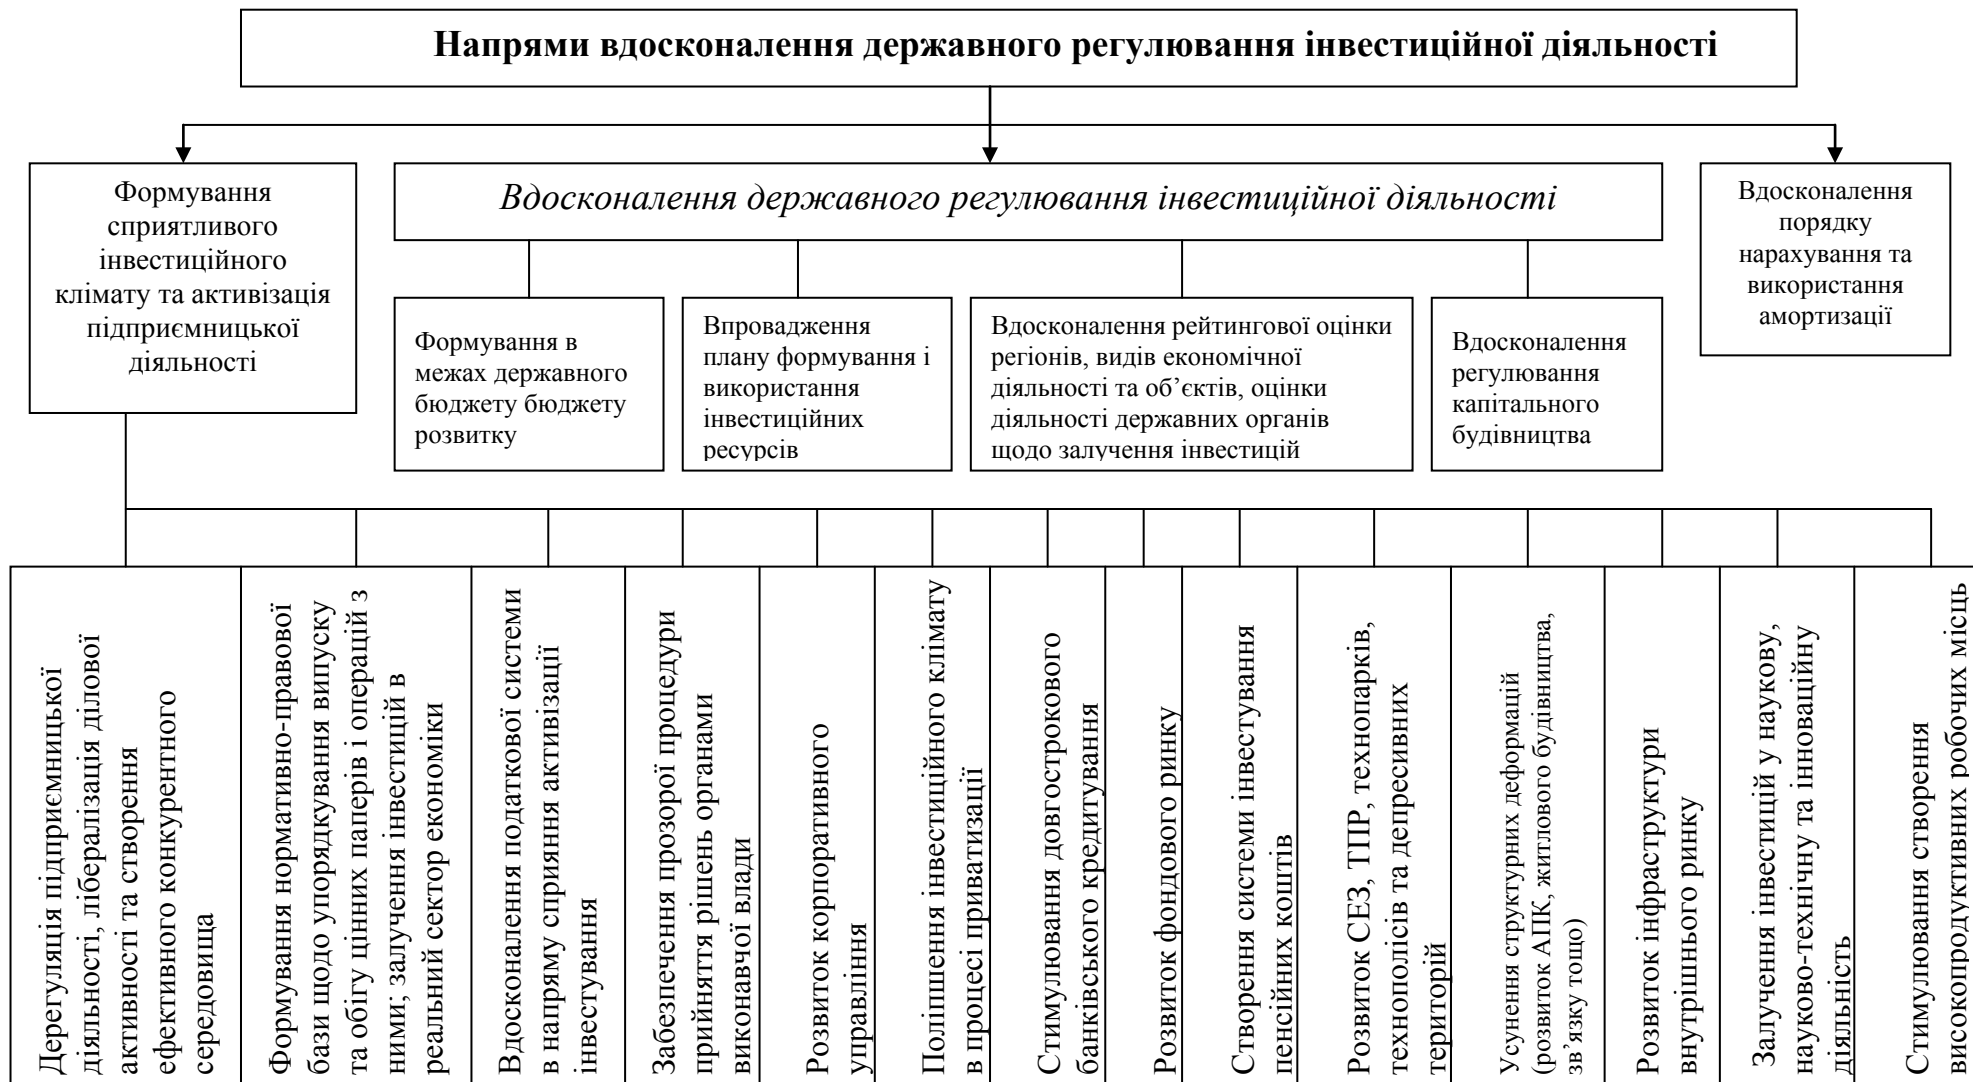 Напрями вдосконалення державного регулювання інвестиційної діяльності
Формування
сприятливого
інвестиційного
клімату та активізація
підприємницької
діяльності
Вдосконалення державного регулювання інвестиційної діяльності
Вдосконалення
порядку
нарахування та
використання
амортизації
Формування в
межах державного
бюджету бюджету
розвитку
Впровадження
плану формування і
використання
інвестиційних
ресурсів
Вдосконалення рейтингової оцінки
регіонів, видів економічної
діяльності та об’єктів, оцінки
діяльності державних органів
щодо залучення інвестицій
Вдосконалення
регулювання
капітального
будівництва
Дерегуляція підприємницької
діяльності, лібералізація ділової
активності та створення
ефективного конкурентного
середовища
Формування нормативно-правової
бази щодо упорядкування випуску
та обігу цінних паперів і операцій з
ними; залучення інвестицій в
реальний сектор економіки
Вдосконалення податкової системи
в напряму сприяння активізації
інвестування
Забезпечення прозорої процедури
прийняття рішень органами
виконавчої влади
Розвиток корпоративного
управління
Поліпшення інвестиційного клімату
в процесі приватизації
Стимулювання довгострокового
банківського кредитування
Розвиток фондового ринку
Створення системи інвестування
пенсійних коштів
Розвиток СЕЗ, ТПР, технопарків,
технополісів та депресивних
територій
Усунення структурних деформацій
(розвиток АПК, житлового будівництва,
зв’язку тощо)
Розвиток інфраструктури
внутрішнього ринку
Залучення інвестицій у наукову,
науково-технічну та інноваційну
діяльність
Стимулювання створення
високопродуктивних робочих місць